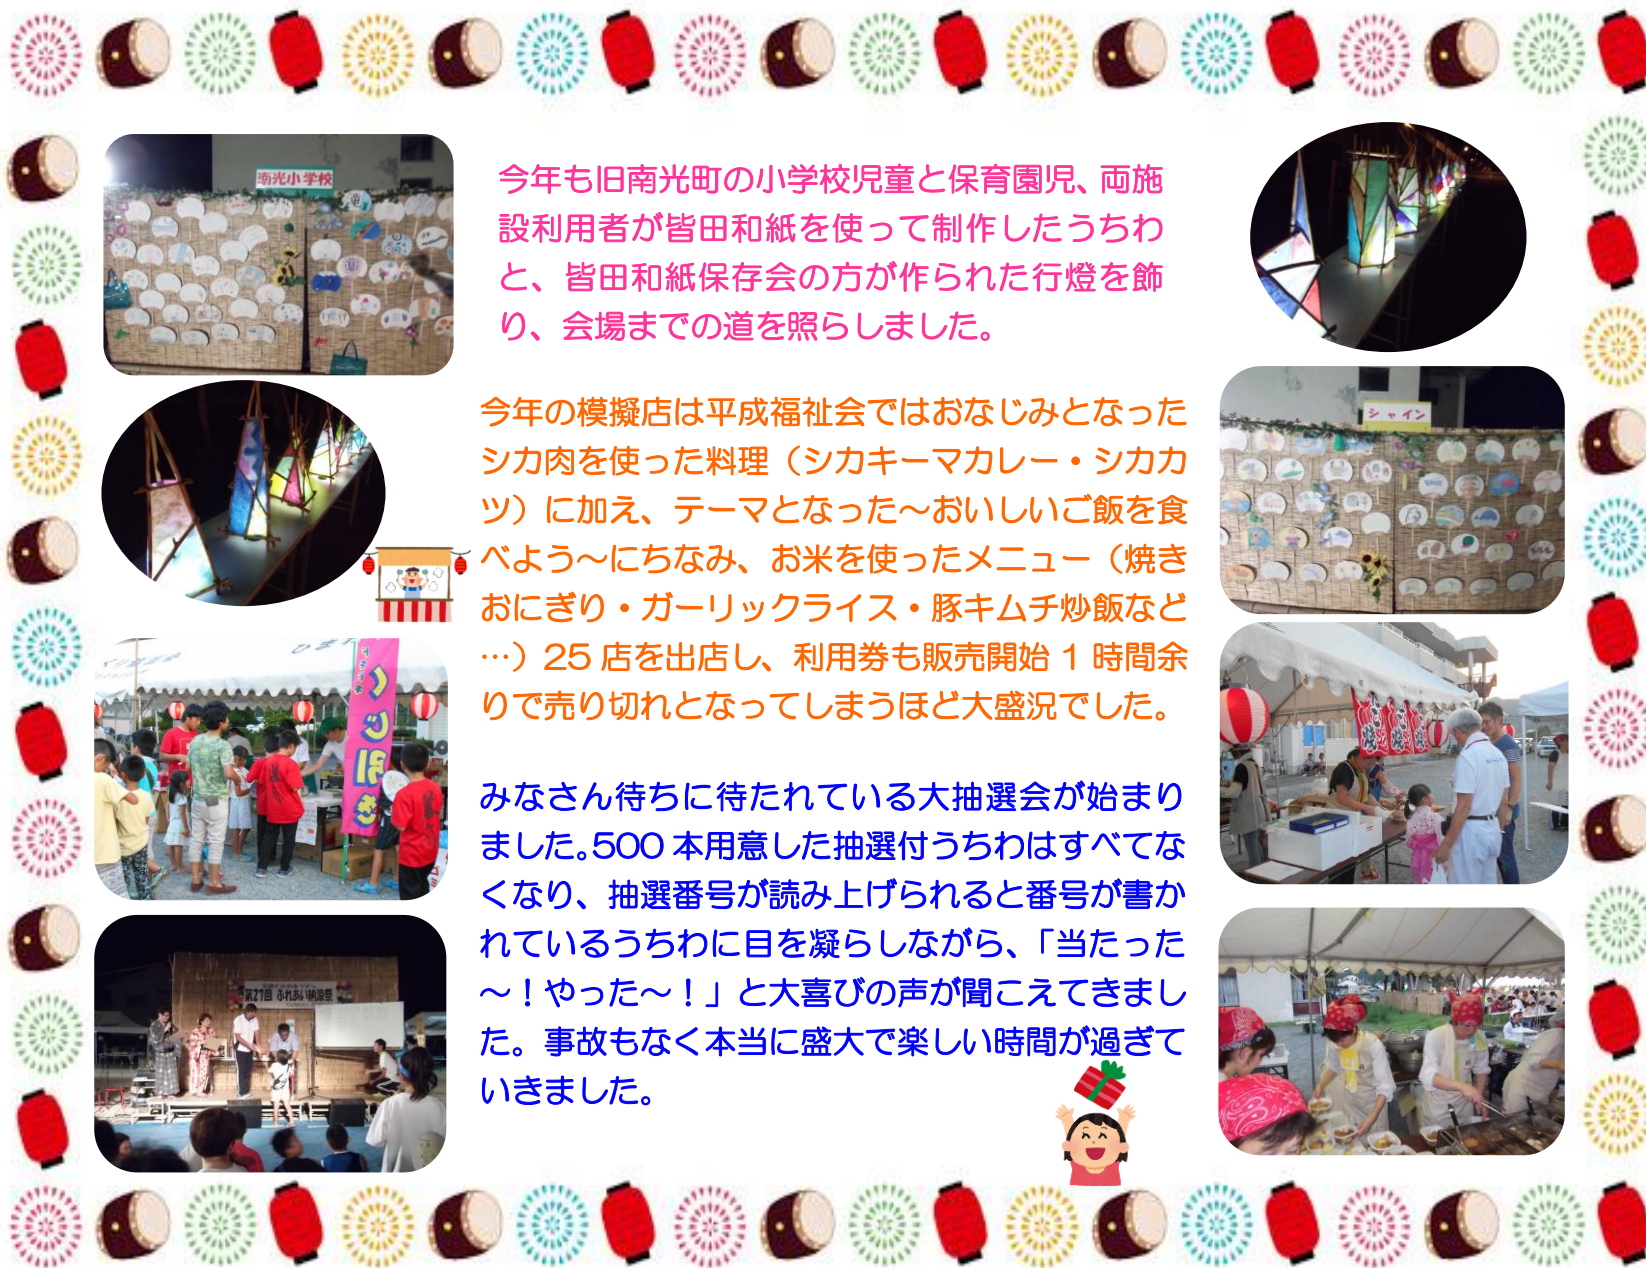 南光小学校
今年も旧南光町の小学校児童と保育園児、両施
設利用者が皆田和紙を使って制作したうちわ
と、皆田和紙保存会の方が作られた行燈を飾
り、会場までの道を照らしました。
シャイン
今年の模擬店は平成福祉会ではおなじみとなった
シカ肉を使った料理（シカキーマカレー・シカカ
ツ）に加え、テーマとなった～おいしいご飯を食
べよう～にちなみ、お米を使ったメニュー（焼き
おにぎり・ガーリックライス・豚キムチ炒飯など
…）25 店を出店し、利用券も販売開始 1 時間余
りで売り切れとなってしまうほど大盛況でした。
くじ引き
みなさん待ちに待たれている大抽選会が始まり
ました。500 本用意した抽選付うちわはすべてな
くなり、抽選番号が読み上げられると番号が書か
れているうちわに目を凝らしながら、「当たった
～！やった～！」と大喜びの声が聞こえてきまし
た。事故もなく本当に盛大で楽しい時間が過ぎて
いきました。
第27回 ふれあい納涼祭